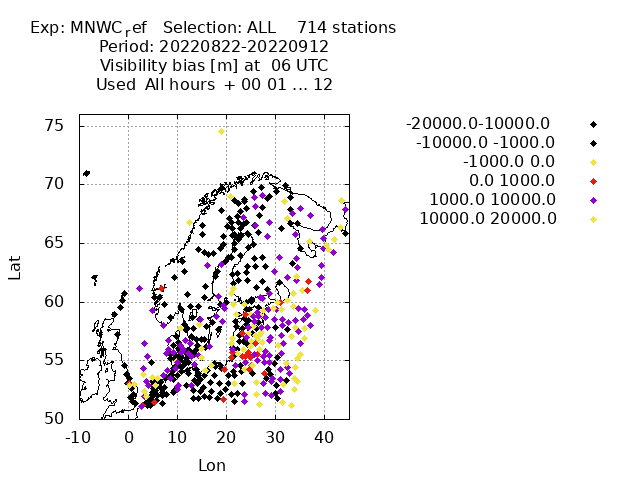 Exp: MNWCref Selection: ALL 714 stations
Period: 20220822-20220912
Visibility bias [m] at 06 UTC
Used All hours + 00 01 ... 12
-20000.0-10000.0
-10000.0 -1000.0
-1000.0 0.0
0.0 1000.0
1000.0 10000.0
10000.0 20000.0
75
70
65
60
55
50
Lat
-10 0 10 20 30 40
Lon